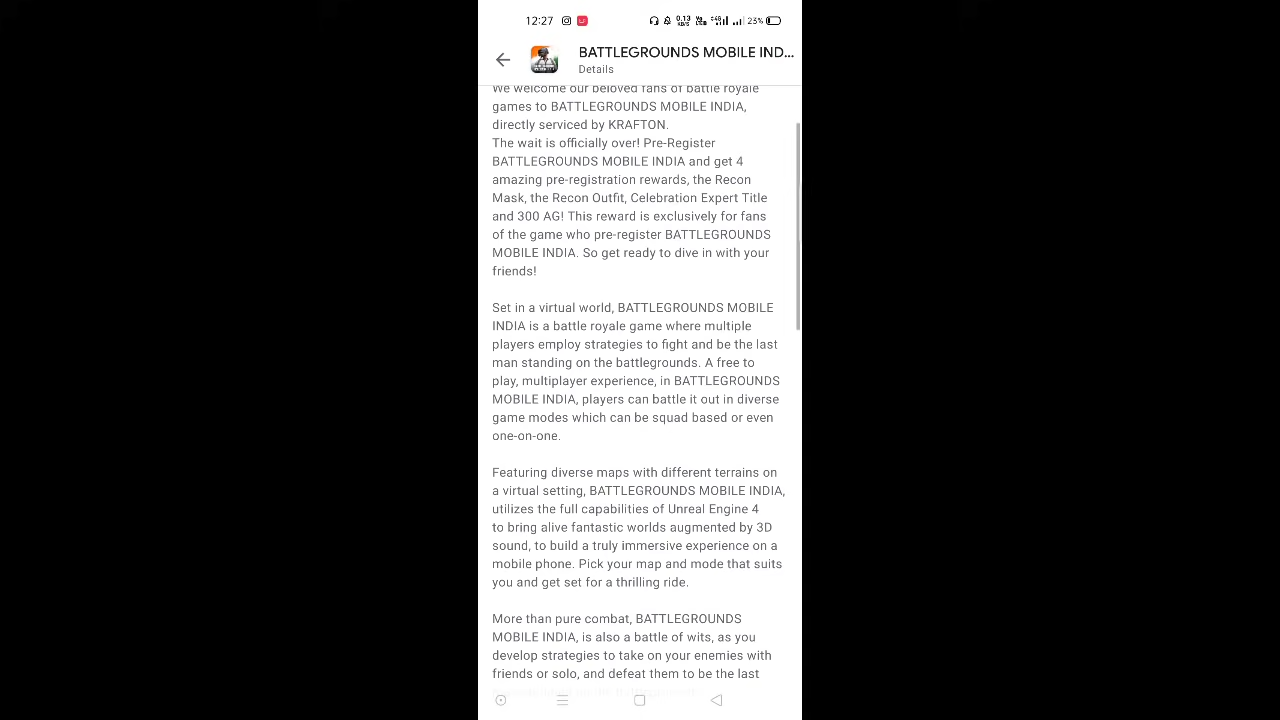 12:27
0.13 KB/S
23%
BATTLEGROUNDS MOBILE IND...
Details
We welcome our beloved fans of battle royale
games to BATTLEGROUNDS MOBILE INDIA,
directly serviced by KRAFTON.
The wait is officially over! Pre-Register
BATTLEGROUNDS MOBILE INDIA and get 4
amazing pre-registration rewards, the Recon
Mask, the Recon Outfit, Celebration Expert Title
and 300 AG! This reward is exclusively for fans
of the game who pre-register BATTLEGROUNDS
MOBILE INDIA. So get ready to dive in with your
friends!
Set in a virtual world, BATTLEGROUNDS MOBILE
INDIA is a battle royale game where multiple
players employ strategies to fight and be the last
man standing on the battlegrounds. A free to
play, multiplayer experience, in BATTLEGROUNDS
MOBILE INDIA, players can battle it out in diverse
game modes which can be squad based or even
one-on-one.
Featuring diverse maps with different terrains on
a virtual setting, BATTLEGROUNDS MOBILE INDIA,
utilizes the full capabilities of Unreal Engine 4
to bring alive fantastic worlds augmented by 3D
sound, to build a truly immersive experience on a
mobile phone. Pick your map and mode that suits
you and get set for a thrilling ride.
More than pure combat, BATTLEGROUNDS
MOBILE INDIA, is also a battle of wits, as you
develop strategies to take on your enemies with
friends or solo, and defeat them to be the last